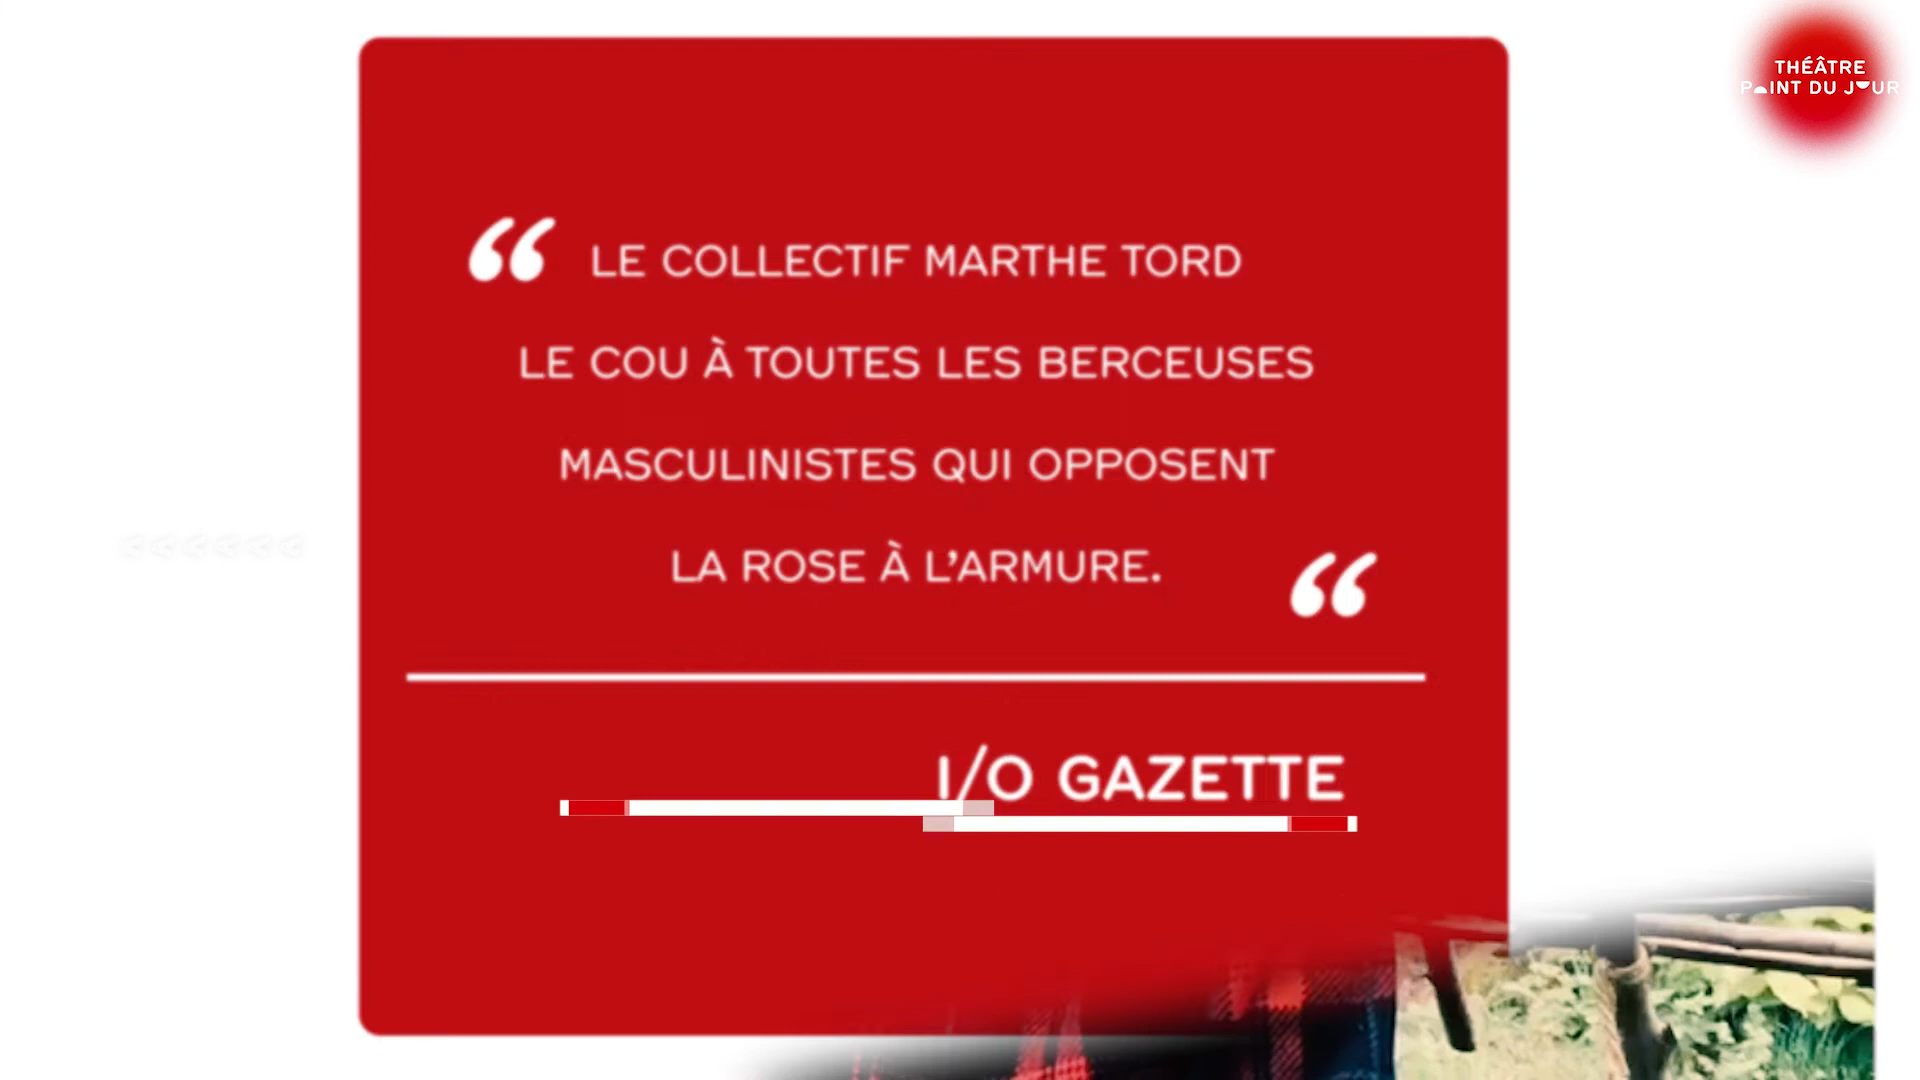 THÉÂTRE
POINT DU JOUR
“ LE COLLECTIF MARTHE TORD
LE COU À TOUTES LES BERCEUSES
MASCULINISTES QUI OPPOSENT
LA ROSE À L’ARMURE. “
I/O GAZETTE